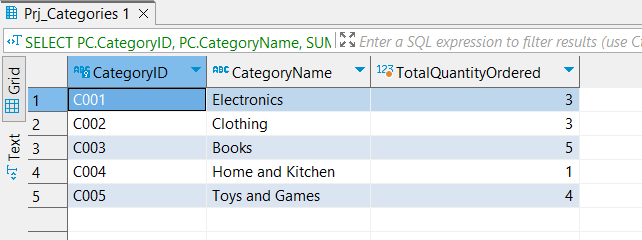 Prj_Categories 1
SELECT PC.CategoryID, PC.CategoryName, SUM Enter a SQL expression to filter results (use Ct
Grid
Text
CategoryID CategoryName TotalQuantityOrdered
1 C001 Electronics 3
2 C002 Clothing 3
3 C003 Books 5
4 C004 Home and Kitchen 1
5 C005 Toys and Games 4